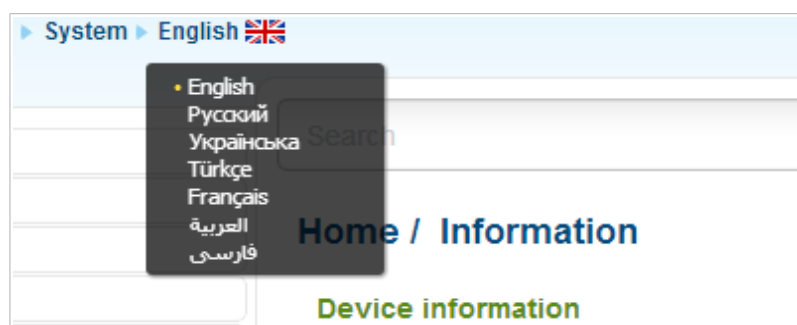 System English
• English
Русский
Українська
Türkçe
Français
العربية
فارسی
Search
Home / Information
Device information